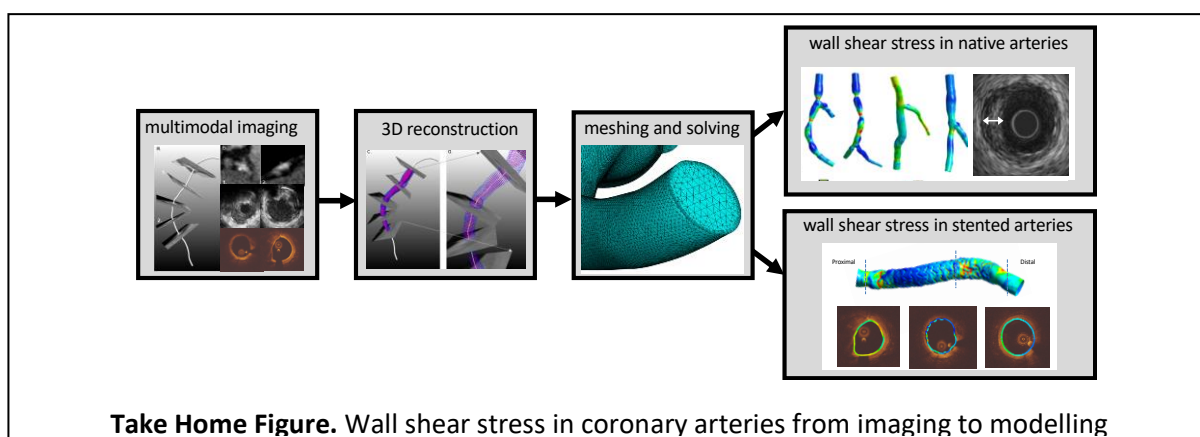 wall shear stress in native arteries
multimodal imaging
3D reconstruction
meshing and solving
wall shear stress in stented arteries
Proximal
Distal
Take Home Figure. Wall shear stress in coronary arteries from imaging to modelling